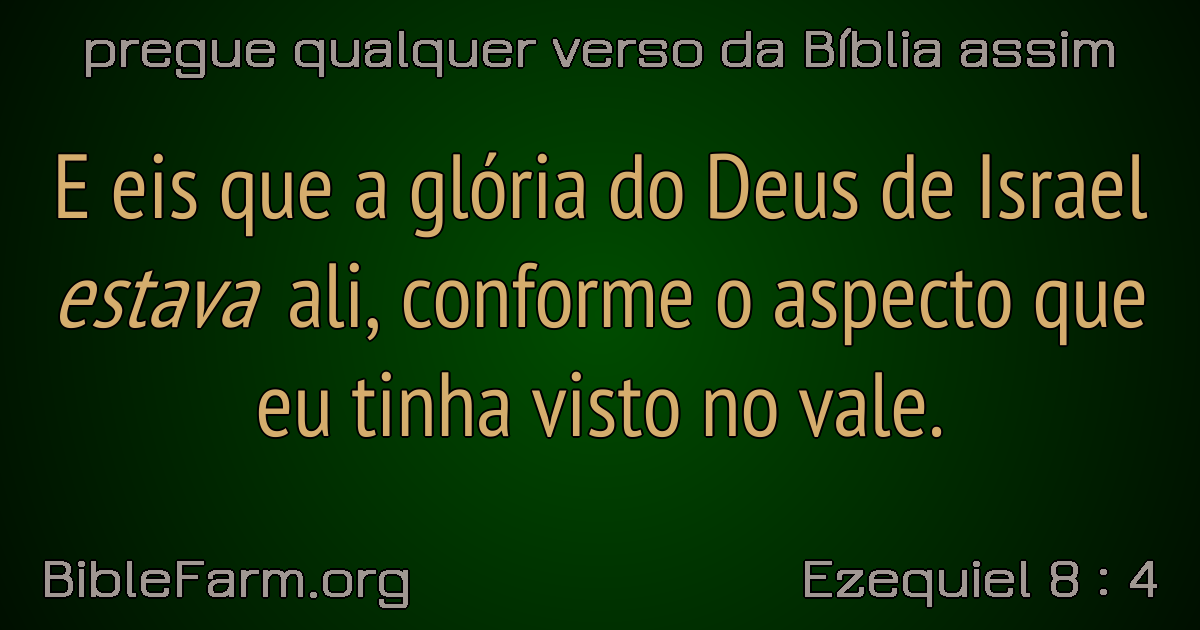 pregue qualquer verso da Bíblia assim
E eis que a glória do Deus de Israel
estava ali, conforme o aspecto que
eu tinha visto no vale.
BibleFarm.org
Ezequiel 8 : 4